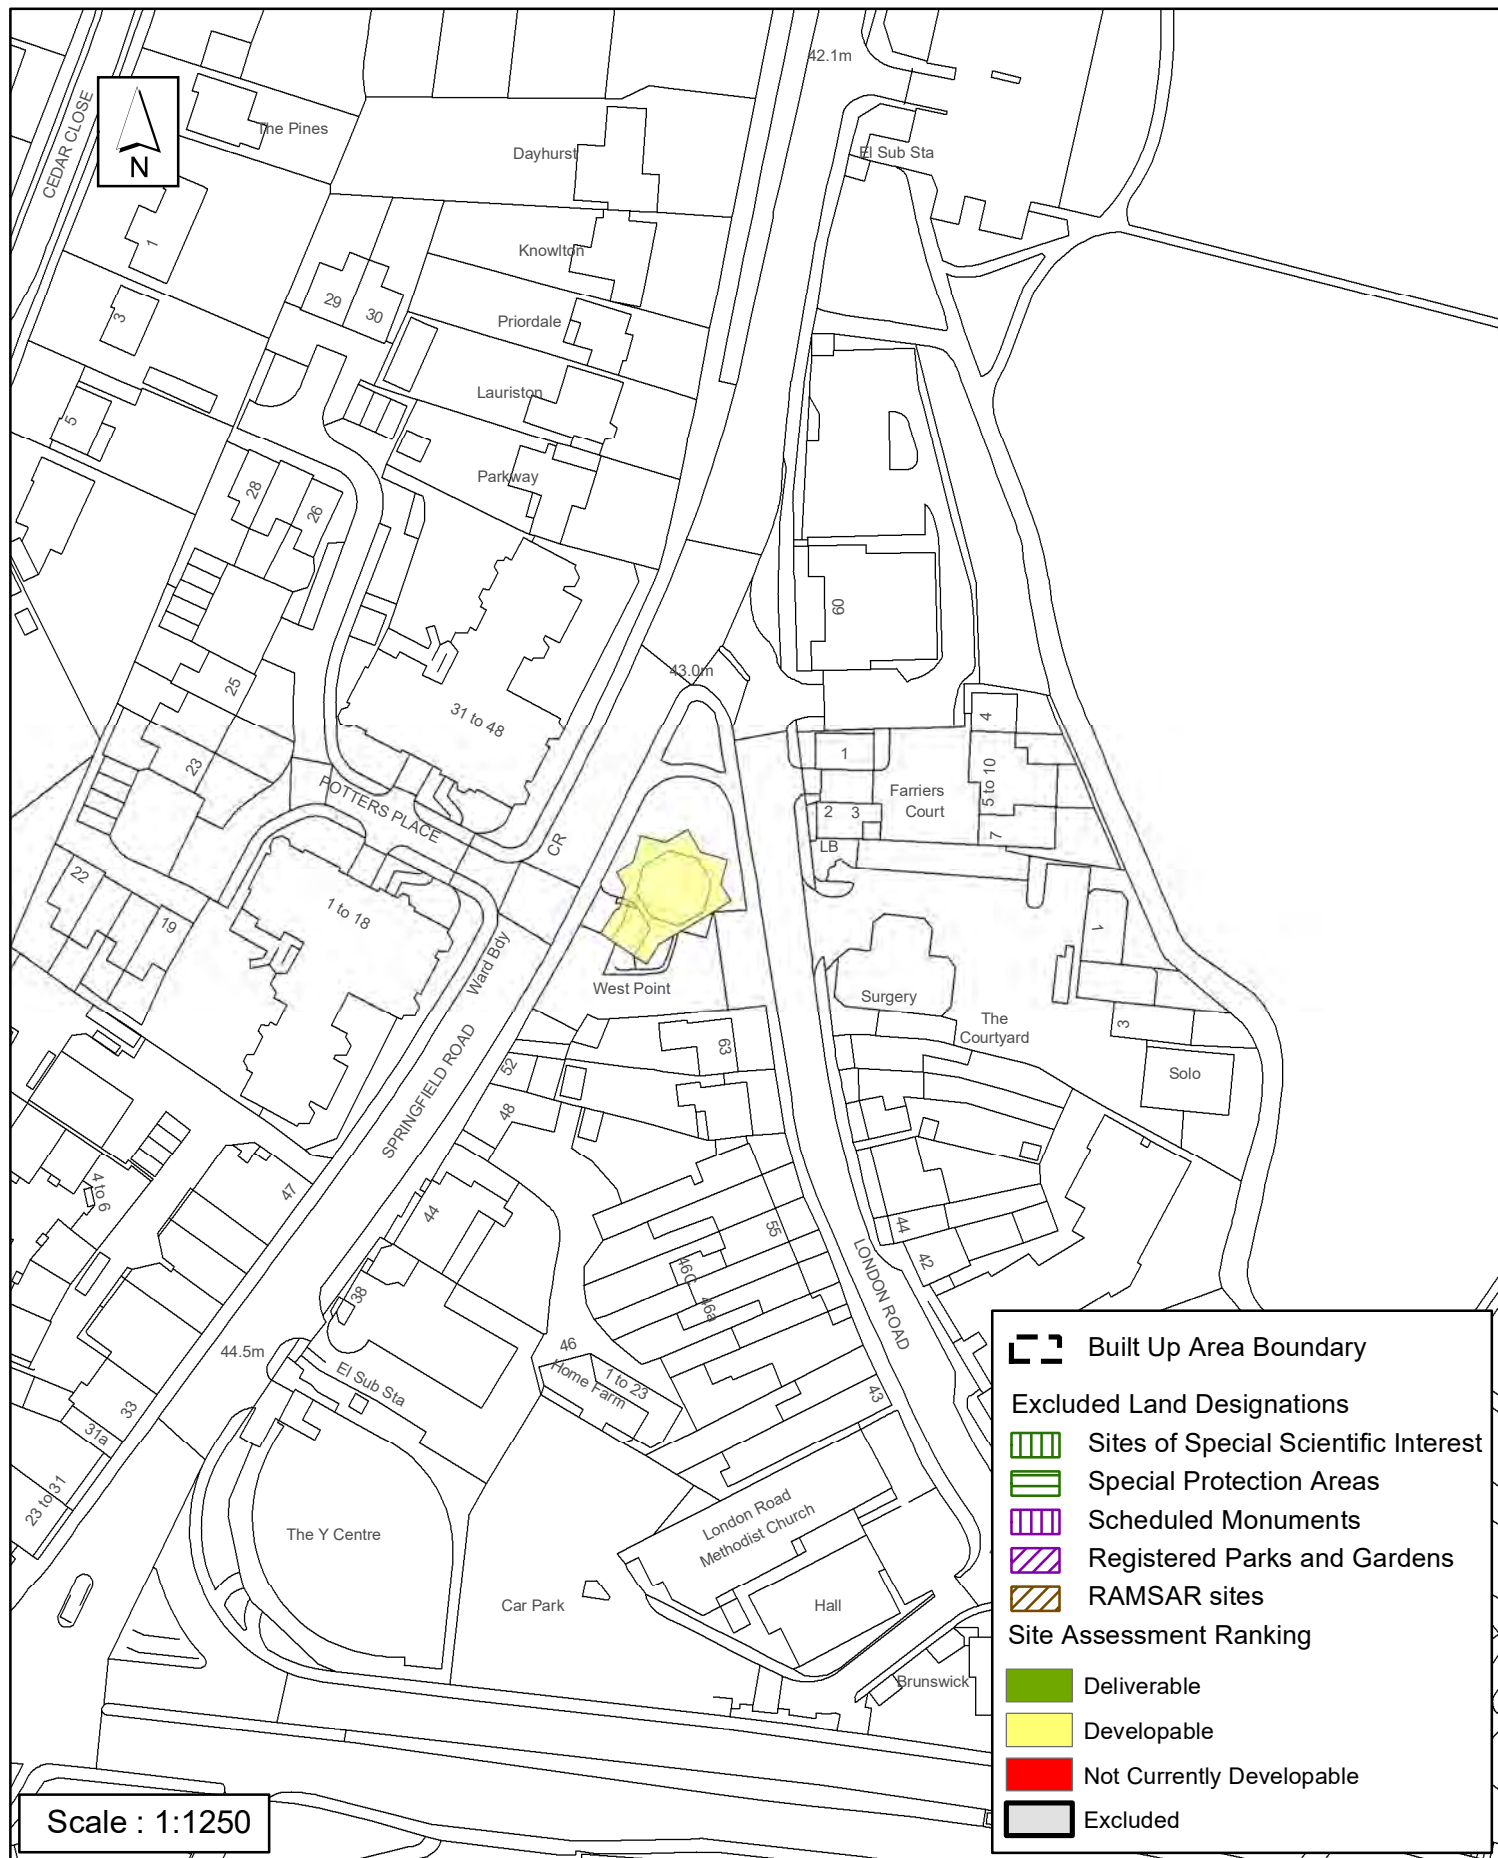 42.1m
CEDAR CLOSE
N
The Pines
Dayhurst
El Sub Sta
1
Knowlton
29
30
3
Priordale
Lauriston
5
Parkway
28
26
60
43.0m
25
31 to 48
4
23
1
5 to 10
POTTERS PLACE
Farriers
Court
2
3
7
LB
CR
22
1 to 18
19
1
Ward Bdy
West Point
Surgery
The
Courtyard
3
63
SPRINGFIELD ROAD
52
Solo
48
47
4 to 6
44
55
44
42
46C
46a
LONDON ROAD
38
44.5m
46
El Sub Sta
Home Farm
1 to 23
43
33
31a
23 to 31
London Road
Methodist Church
The Y Centre
Car Park
Hall
Brunswick
Built Up Area Boundary
Excluded Land Designations
Sites of Special Scientific Interest
Special Protection Areas
Scheduled Monuments
Registered Parks and Gardens
RAMSAR sites
Site Assessment Ranking
Deliverable
Developable
Not Currently Developable
Excluded
Scale : 1:1250